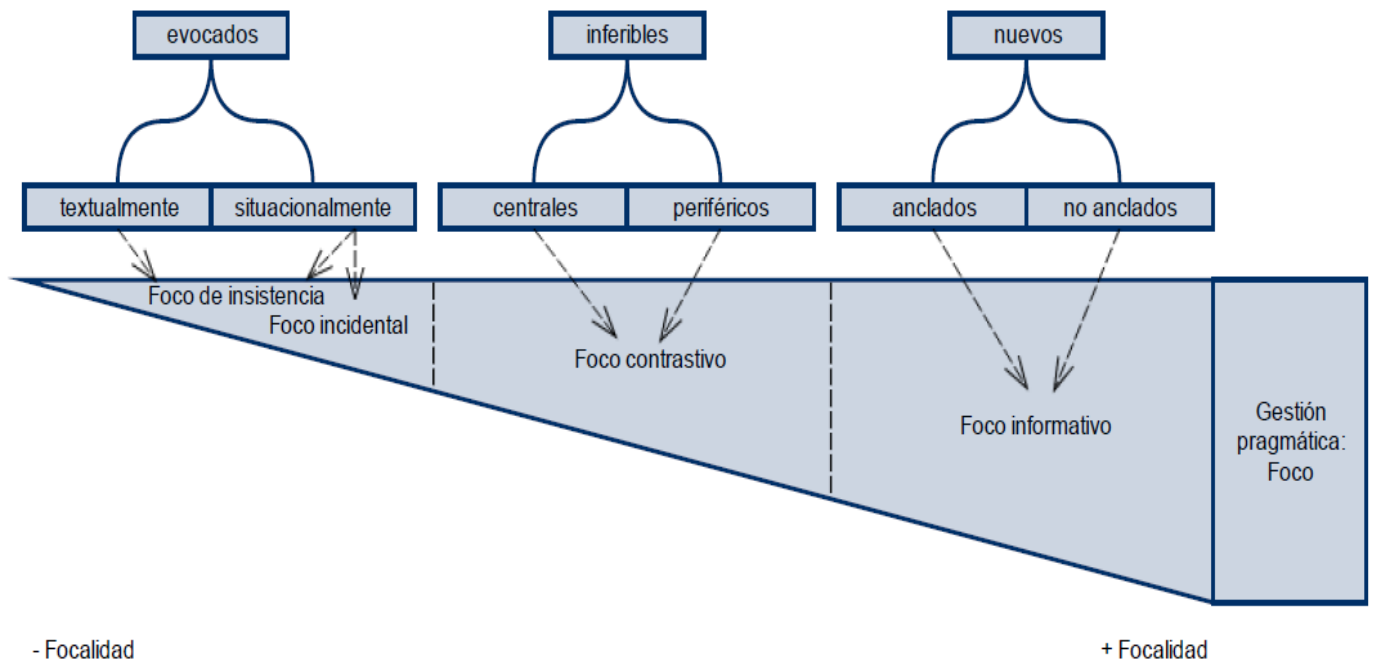 evocados
inferibles
nuevos
textualmente
situacionalmente
centrales
periféricos
anclados
no anclados
Foco de insistencia
Foco incidental
Foco contrastivo
Foco informativo
Gestión
pragmática:
Foco
- Focalidad
+ Focalidad